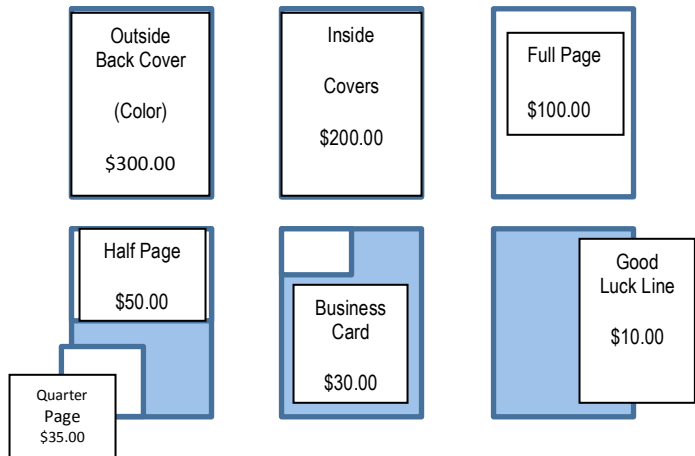 Outside
Back Cover
(Color)
$300.00
Inside
Covers
$200.00
Full Page
$100.00
Half Page
$50.00
Quarter
Page
$35.00
Business
Card
$30.00
Good
Luck Line
$10.00